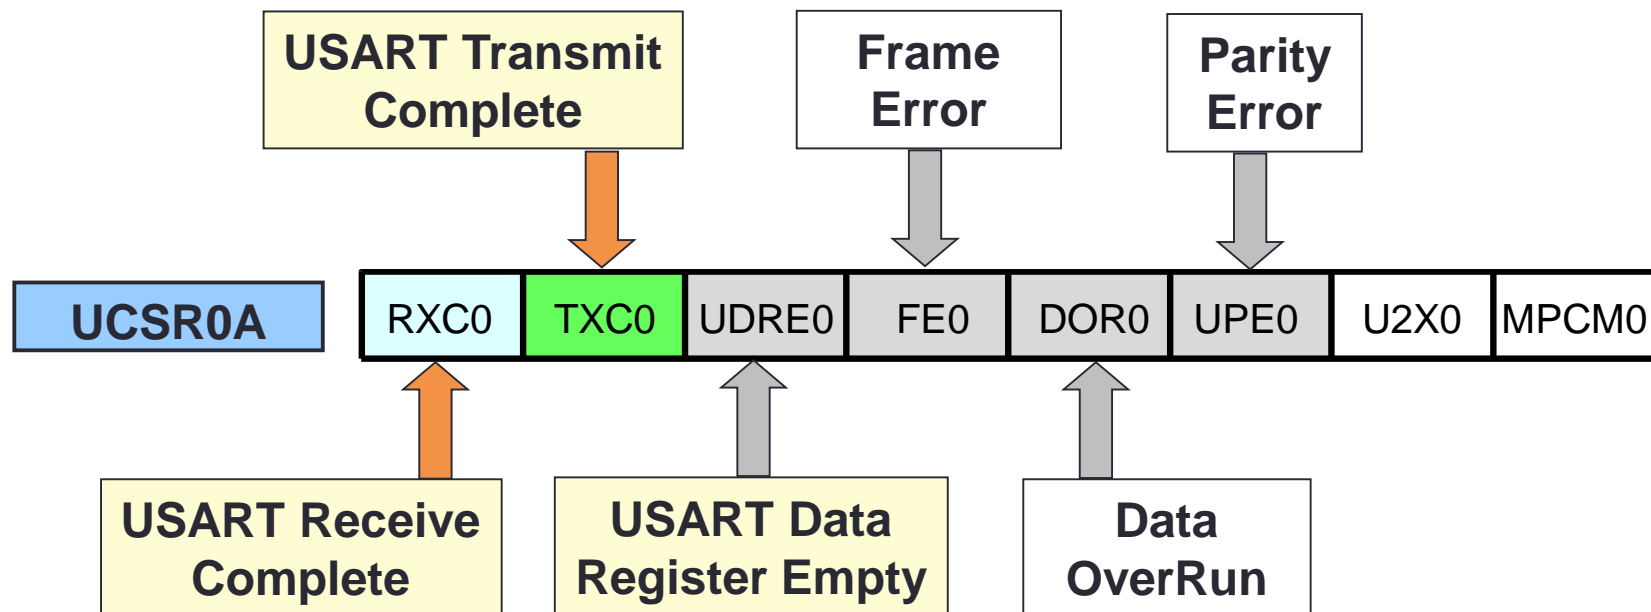 USART Transmit
Complete
Frame
Error
Parity
Error
UCSR0A
RXC0 TXC0 UDRE0 FE0 DOR0 UPE0 U2X0 MPCM0
USART Receive
Complete
USART Data
Register Empty
Data
OverRun